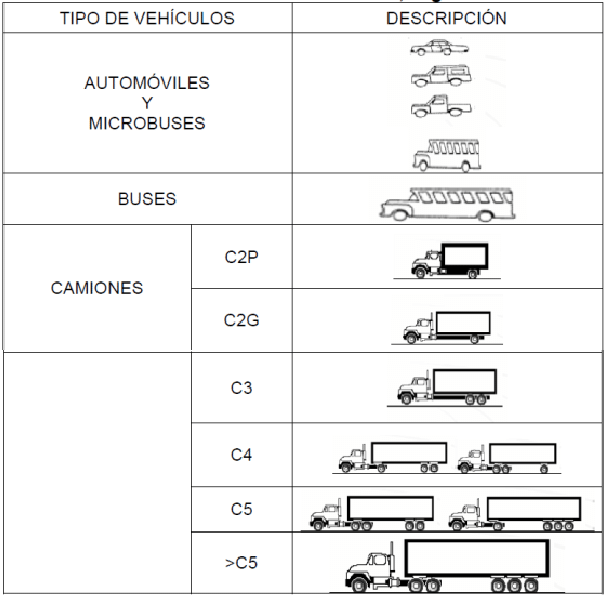 TIPO DE VEHÍCULOS
DESCRIPCIÓN
AUTOMÓVILES
Y
MICROBUSES
BUSES
CAMIONES
C2P
C2G
C3
C4
C5
>C5